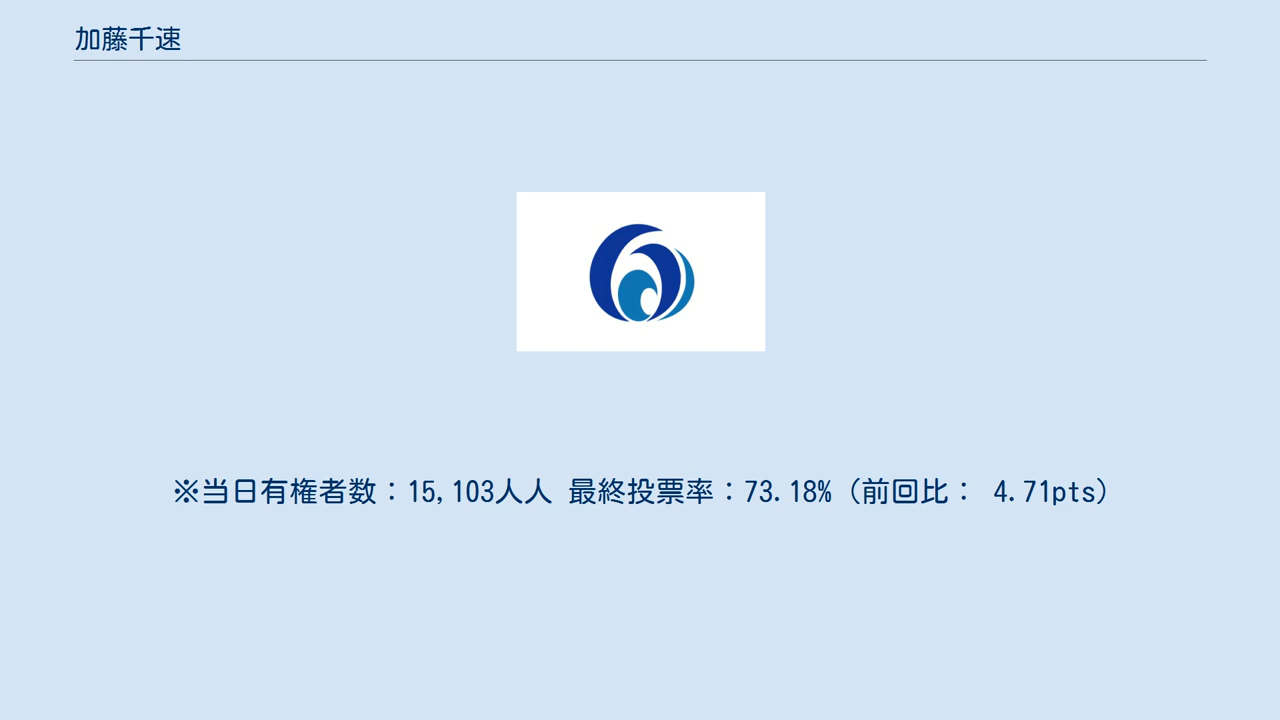 加藤千速
※当日有権者数：15,103人人 最終投票率：73.18% (前回比： 4.71pts)